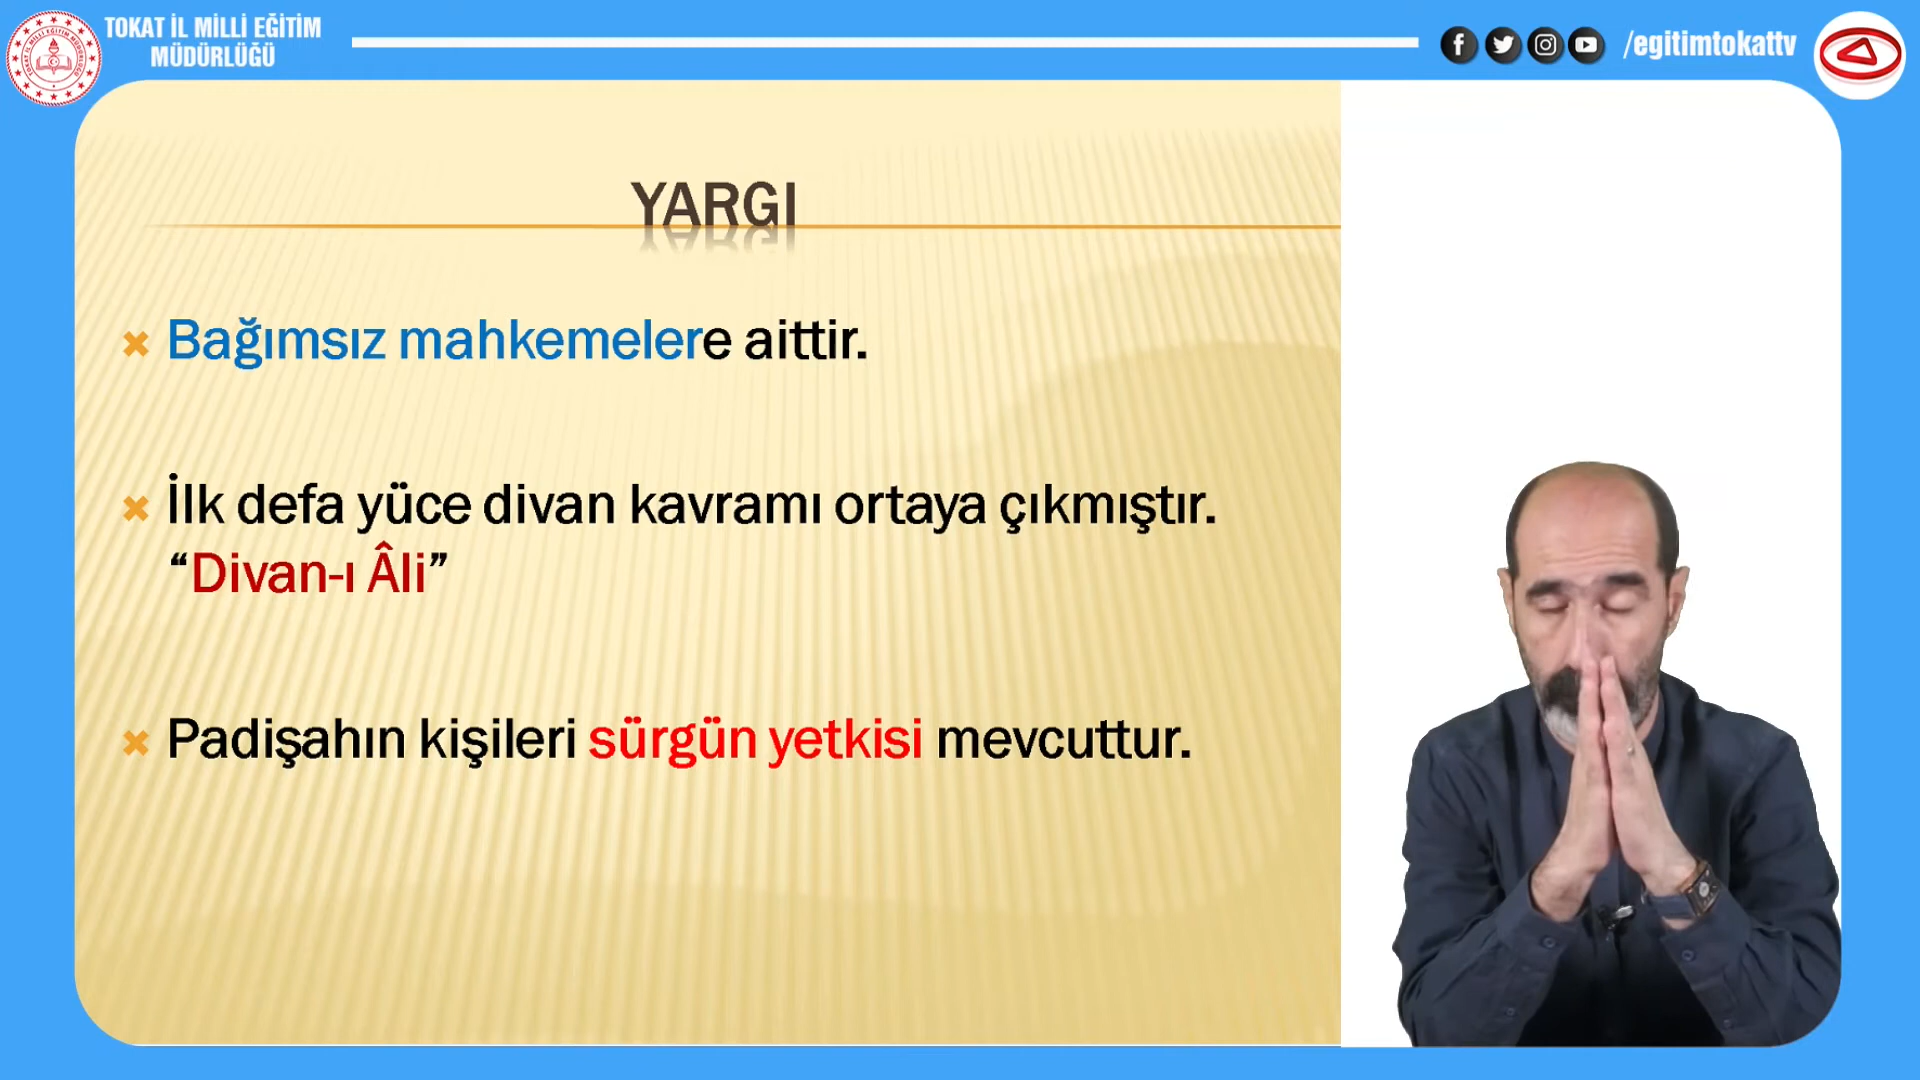 TOKAT İL MİLLİ EĞİTİM
MÜDÜRLÜĞÜ
/egitimtokattv
YARGI
Bağımsız mahkemelere aittir.
İlk defa yüce divan kavramı ortaya çıkmıştır.
“Divan-ı Âli”
Padişahın kişileri sürgün yetkisi mevcuttur.